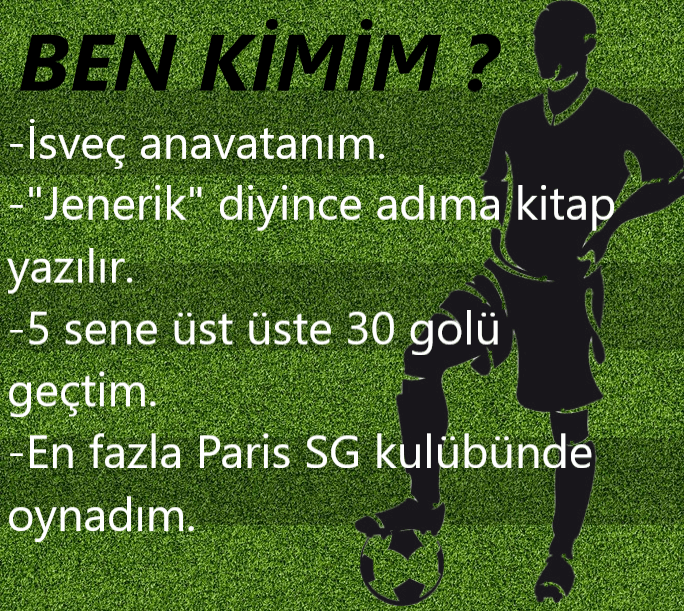 BEN KİMİM ?
-İsveç anavatanım.
-"Jenerik" diyince adıma kitap
yazılır.
-5 sene üst üste 30 golü
geçtim.
-En fazla Paris SG kulübünde
oynadım.